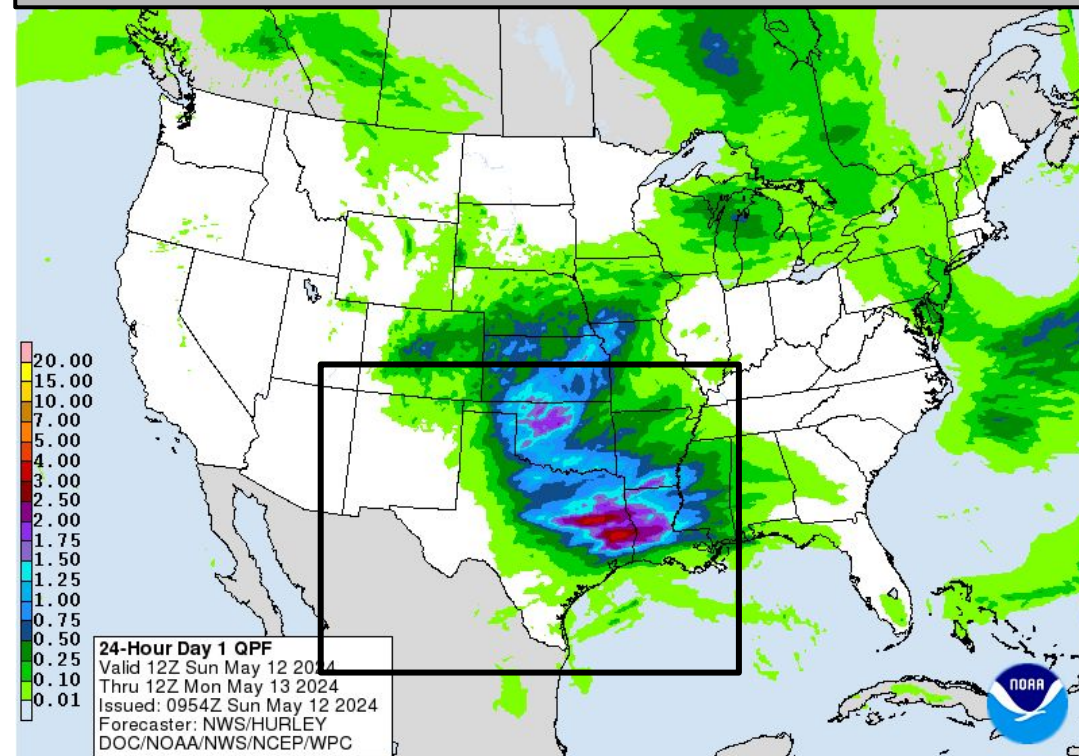 20.00
15.00
10.00
7.00
5.00
4.00
3.00
2.50
2.00
1.75
1.50
1.25
1.00
0.75
0.50
0.25
0.10
0.01
24-Hour Day 1 QPF
Valid 12Z Sun May 12 2024
Thru 12Z Mon May 13 2024
Issued: 0954Z Sun May 12 2024
Forecaster: NWS/HURLEY
DOC/NOAA/NWS/NCEP/WPC
NOAA